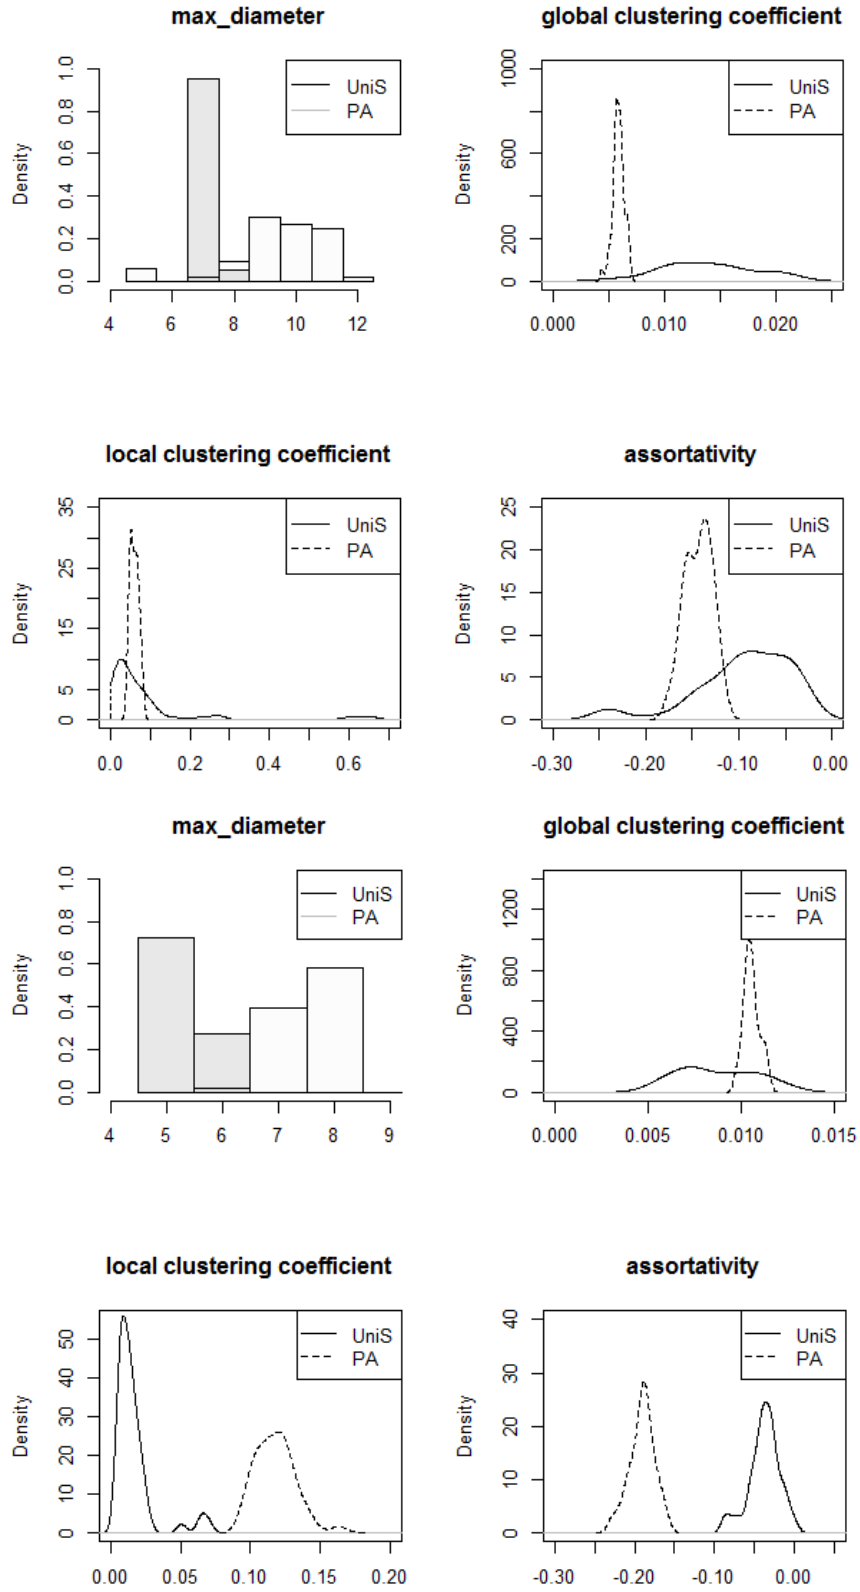 max_diameter
Density
0.0 0.2 0.4 0.6 0.8 1.0
UniS
PA
4 6 8 10 12
global clustering coefficient
Density
0 200 600 1000
UniS
PA
0.000 0.010 0.020
local clustering coefficient
Density
0 5 15 25 35
UniS
PA
0.0 0.2 0.4 0.6
assortativity
Density
0 5 10 15 20 25
UniS
PA
-0.30 -0.20 -0.10 0.00
max_diameter
Density
0.0 0.2 0.4 0.6 0.8 1.0
UniS
PA
4 5 6 7 8 9
global clustering coefficient
Density
0 400 800 1200
UniS
PA
0.000 0.005 0.010 0.015
local clustering coefficient
Density
0 10 20 30 40 50
UniS
PA
0.00 0.05 0.10 0.15 0.20
assortativity
Density
0 10 20 30 40
UniS
PA
-0.30 -0.20 -0.10 0.00